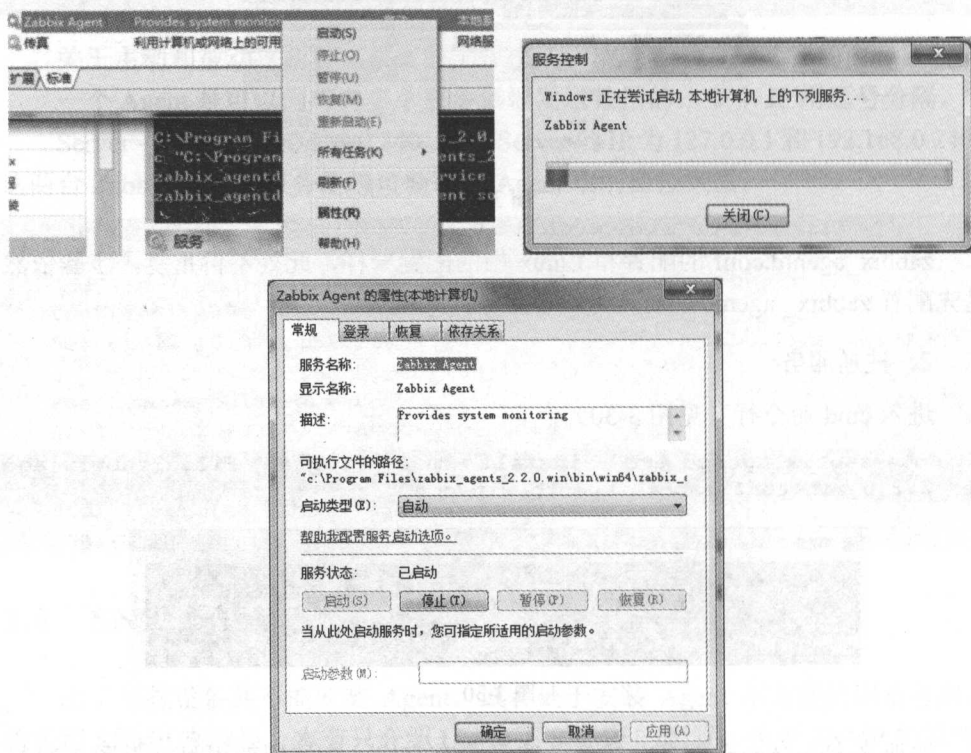 Zabbix Agent Provides system monitor 本地系
传真 利用计算机或网络上的可用 网络服
扩展 标准
启动(S)
停止(O)
暂停(U)
恢复(M)
重新启动(E)
所有任务(K)
刷新(F)
属性(R)
帮助(H)
C:\Program Fi s_2.0.
c "C:\Program ents_2
zabbix_agentd rvice
zabbix_agentd ent se
服务
服务控制
Windows 正在尝试启动 本地计算机 上的下列服务...
Zabbix Agent
关闭(C)
Zabbix Agent 的属性(本地计算机)
常规 登录 恢复 依存关系
服务名称: Zabbix Agent
显示名称: Zabbix Agent
描述: Provides system monitoring
可执行文件的路径:
"c:\Program Files\zabbix_agents_2.2.0.win\bin\win64\zabbix_
启动类型(E): 自动
帮助我配置服务启动选项。
服务状态: 已启动
启动(S) 停止(T) 暂停(P) 恢复(R)
当从此处启动服务时，您可指定所适用的启动参数。
启动参数(M):
确定 取消 应用(A)